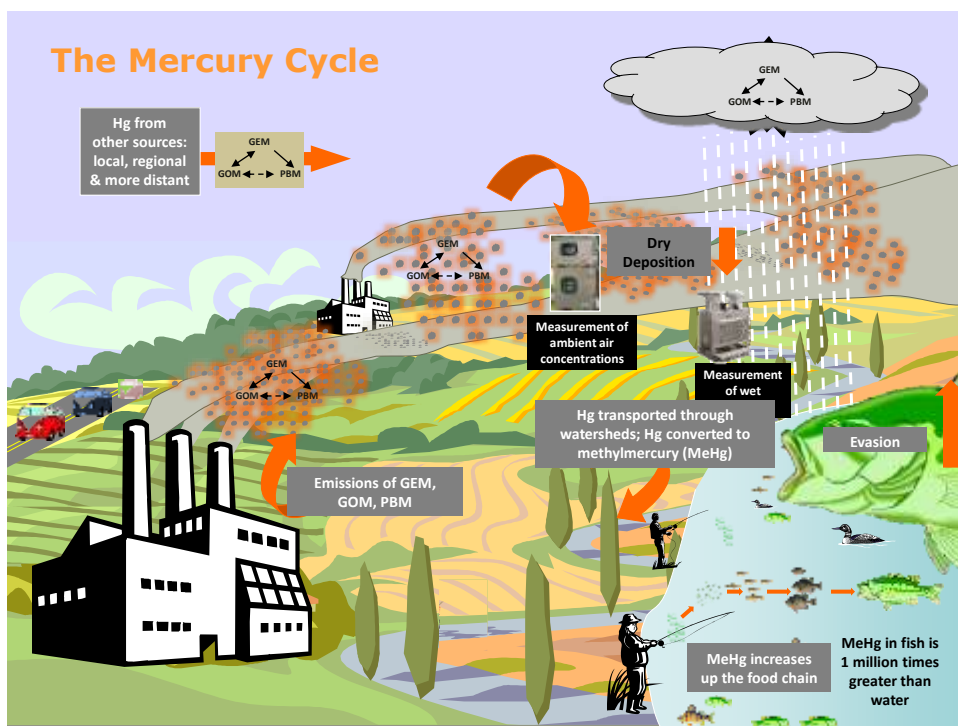 The Mercury Cycle
GEM
GOM PBM
Hg from
other sources:
local, regional
& more distant
GEM
GOM PBM
GEM
GOM PBM
Dry
Deposition
Measurement of
ambient air
concentrations
GEM
GOM PBM
Measurement
of wet
Hg transported through
watersheds; Hg converted to
methylmercury (MeHg)
Evasion
Emissions of GEM,
GOM, PBM
MeHg increases
up the food chain
MeHg in fish is
1 million times
greater than
water